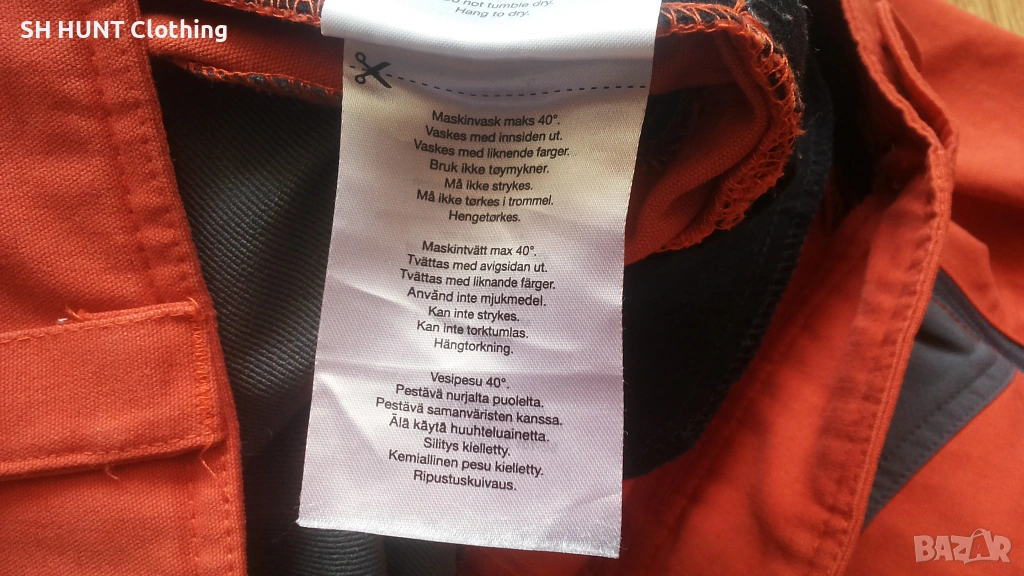 SH HUNT Clothing
Do not tumble dry.
Hang to dry.
Maskinvask maks 40°.
Vaskes med innsiden ut.
Vaskes med liknende farger.
Bruk ikke tøymykner.
Må ikke strykes.
Må ikke tørkes i trommel.
Hengetørkes.
Maskintvätt max 40°.
Tvättas med avigsidan ut.
Tvättas med liknande färger.
Använd inte mjukmedel.
Kan inte strykes.
Kan inte torktumlas.
Hängtorkning.
Vesipesu 40°.
Pestävä nurjalta puolelta.
Pestävä samanväristen kanssa.
Älä käytä huuhteluainetta.
Silitys kielletty.
Kemiallinen pesu kielletty.
Ripustuskuivaus.
BAZAR